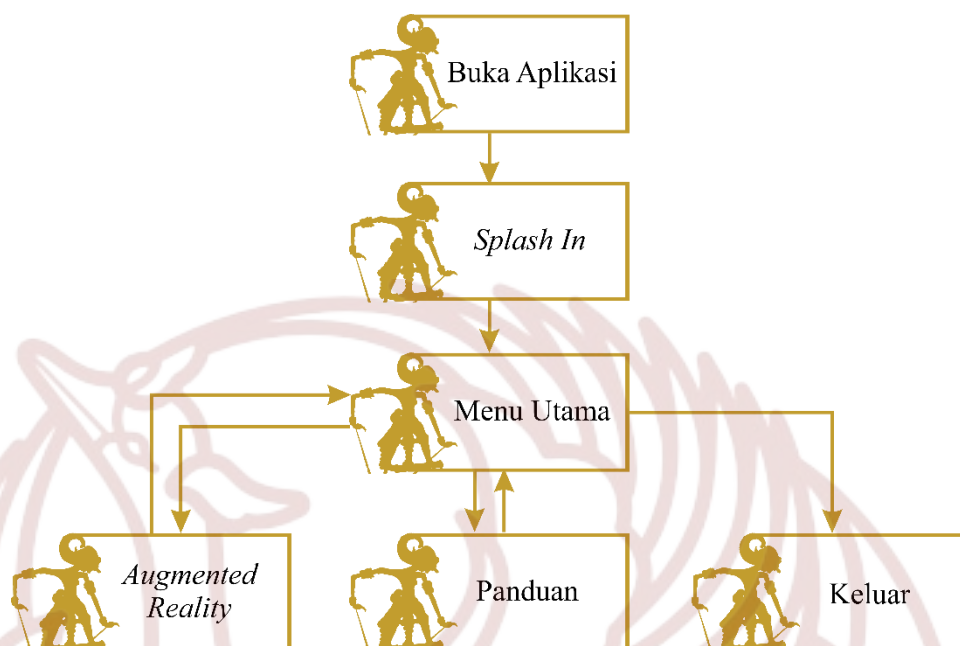 Buka Aplikasi
Splash In
Menu Utama
Augmented
Reality
Panduan
Keluar